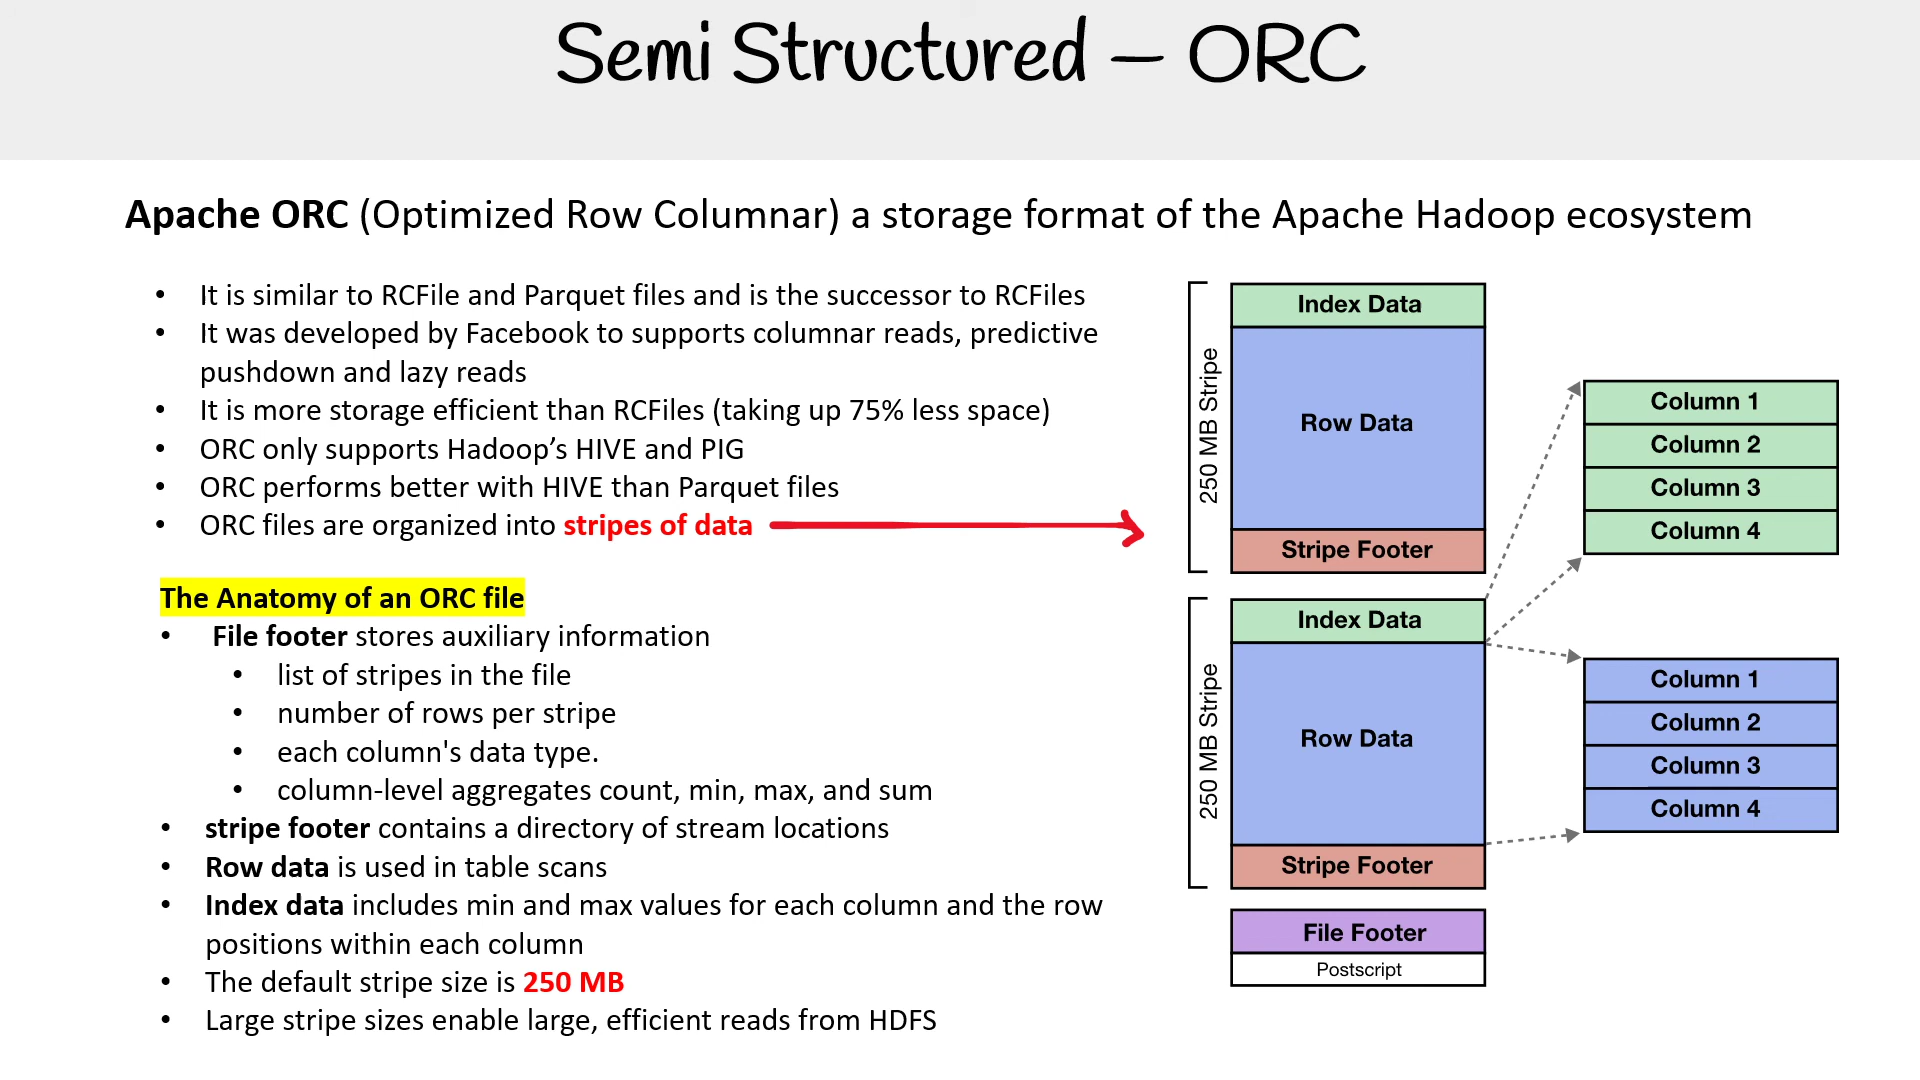 Semi Structured – ORC
Apache ORC (Optimized Row Columnar) a storage format of the Apache Hadoop ecosystem
• It is similar to RCFile and Parquet files and is the successor to RCFiles
• It was developed by Facebook to supports columnar reads, predictive
pushdown and lazy reads
• It is more storage efficient than RCFiles (taking up 75% less space)
• ORC only supports Hadoop’s HIVE and PIG
• ORC performs better with HIVE than Parquet files
• ORC files are organized into stripes of data
The Anatomy of an ORC file
• File footer stores auxiliary information
• list of stripes in the file
• number of rows per stripe
• each column's data type.
• column-level aggregates count, min, max, and sum
• stripe footer contains a directory of stream locations
• Row data is used in table scans
• Index data includes min and max values for each column and the row
positions within each column
• The default stripe size is 250 MB
• Large stripe sizes enable large, efficient reads from HDFS
250 MB Stripe
Index Data
Row Data
Stripe Footer
250 MB Stripe
Index Data
Row Data
Stripe Footer
File Footer
Postscript
Column 1
Column 2
Column 3
Column 4
Column 1
Column 2
Column 3
Column 4